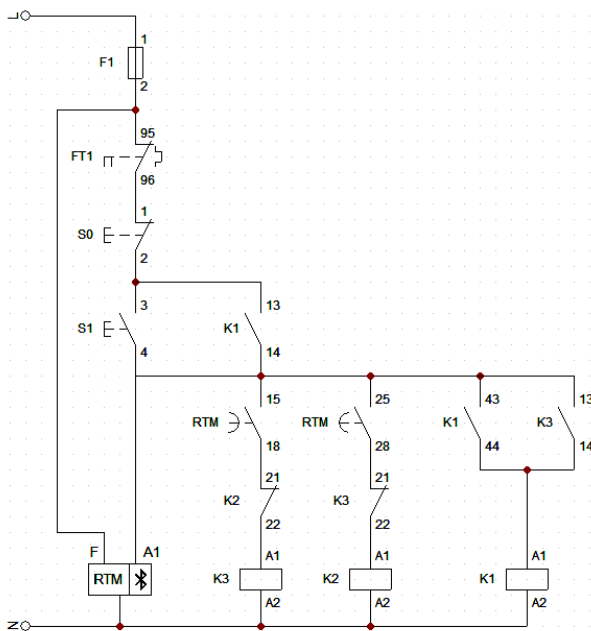 L
1
F1
2
95
FT1
96
1
S0
2
3 13
S1 K1
4 14
15 25 43 13
RTM RTM K1 K3
18 28 44 14
21 21
K2 K3
22 22
F A1 A1 A1 A1
RTM K3 K2 K1
A2 A2 A2
N